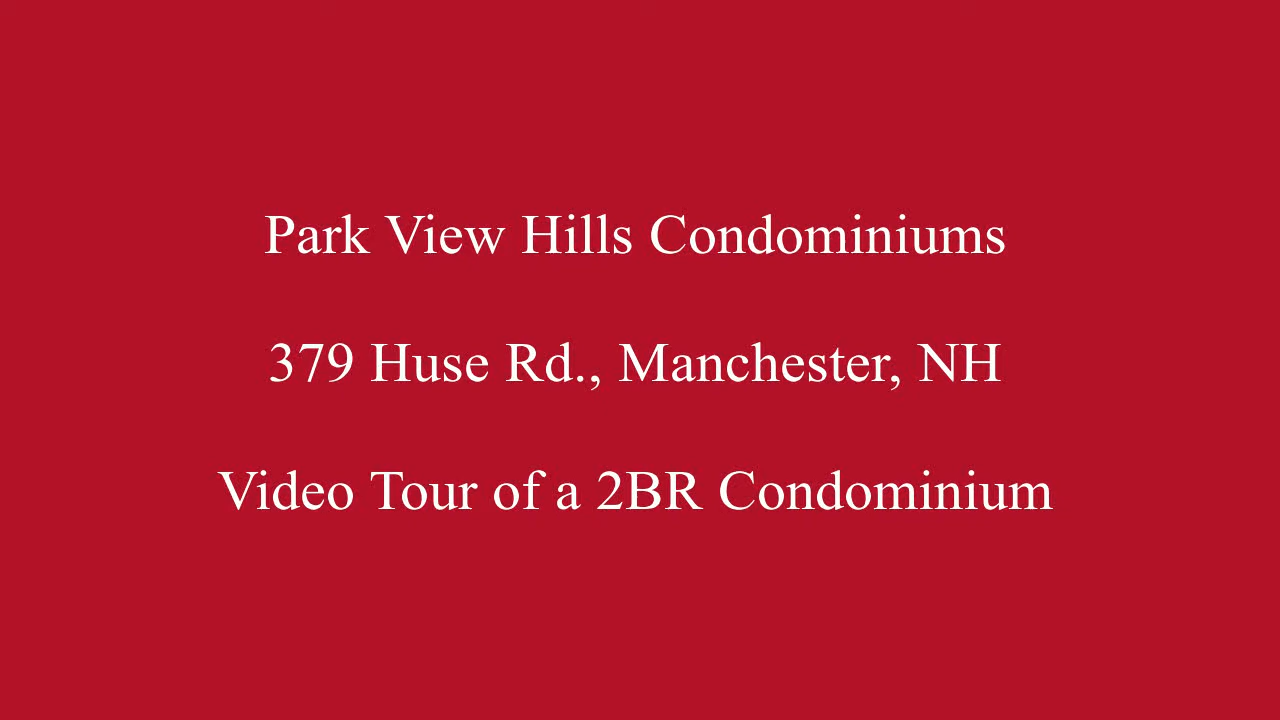 Park View Hills Condominiums
379 Huse Rd., Manchester, NH
Video Tour of a 2BR Condominium